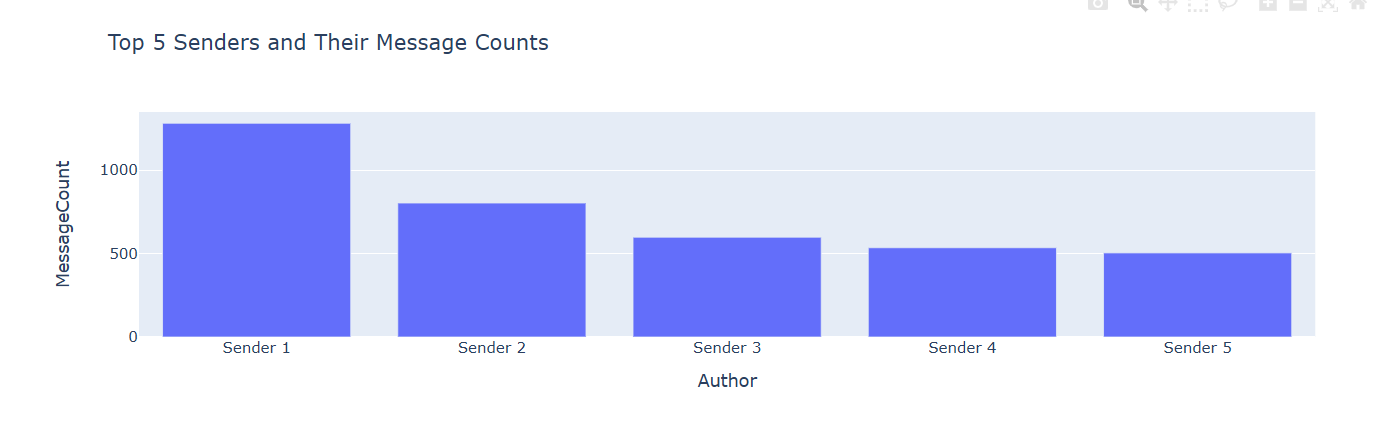 Top 5 Senders and Their Message Counts
MessageCount
1000
500
0
Sender 1 Sender 2 Sender 3 Sender 4 Sender 5
Author